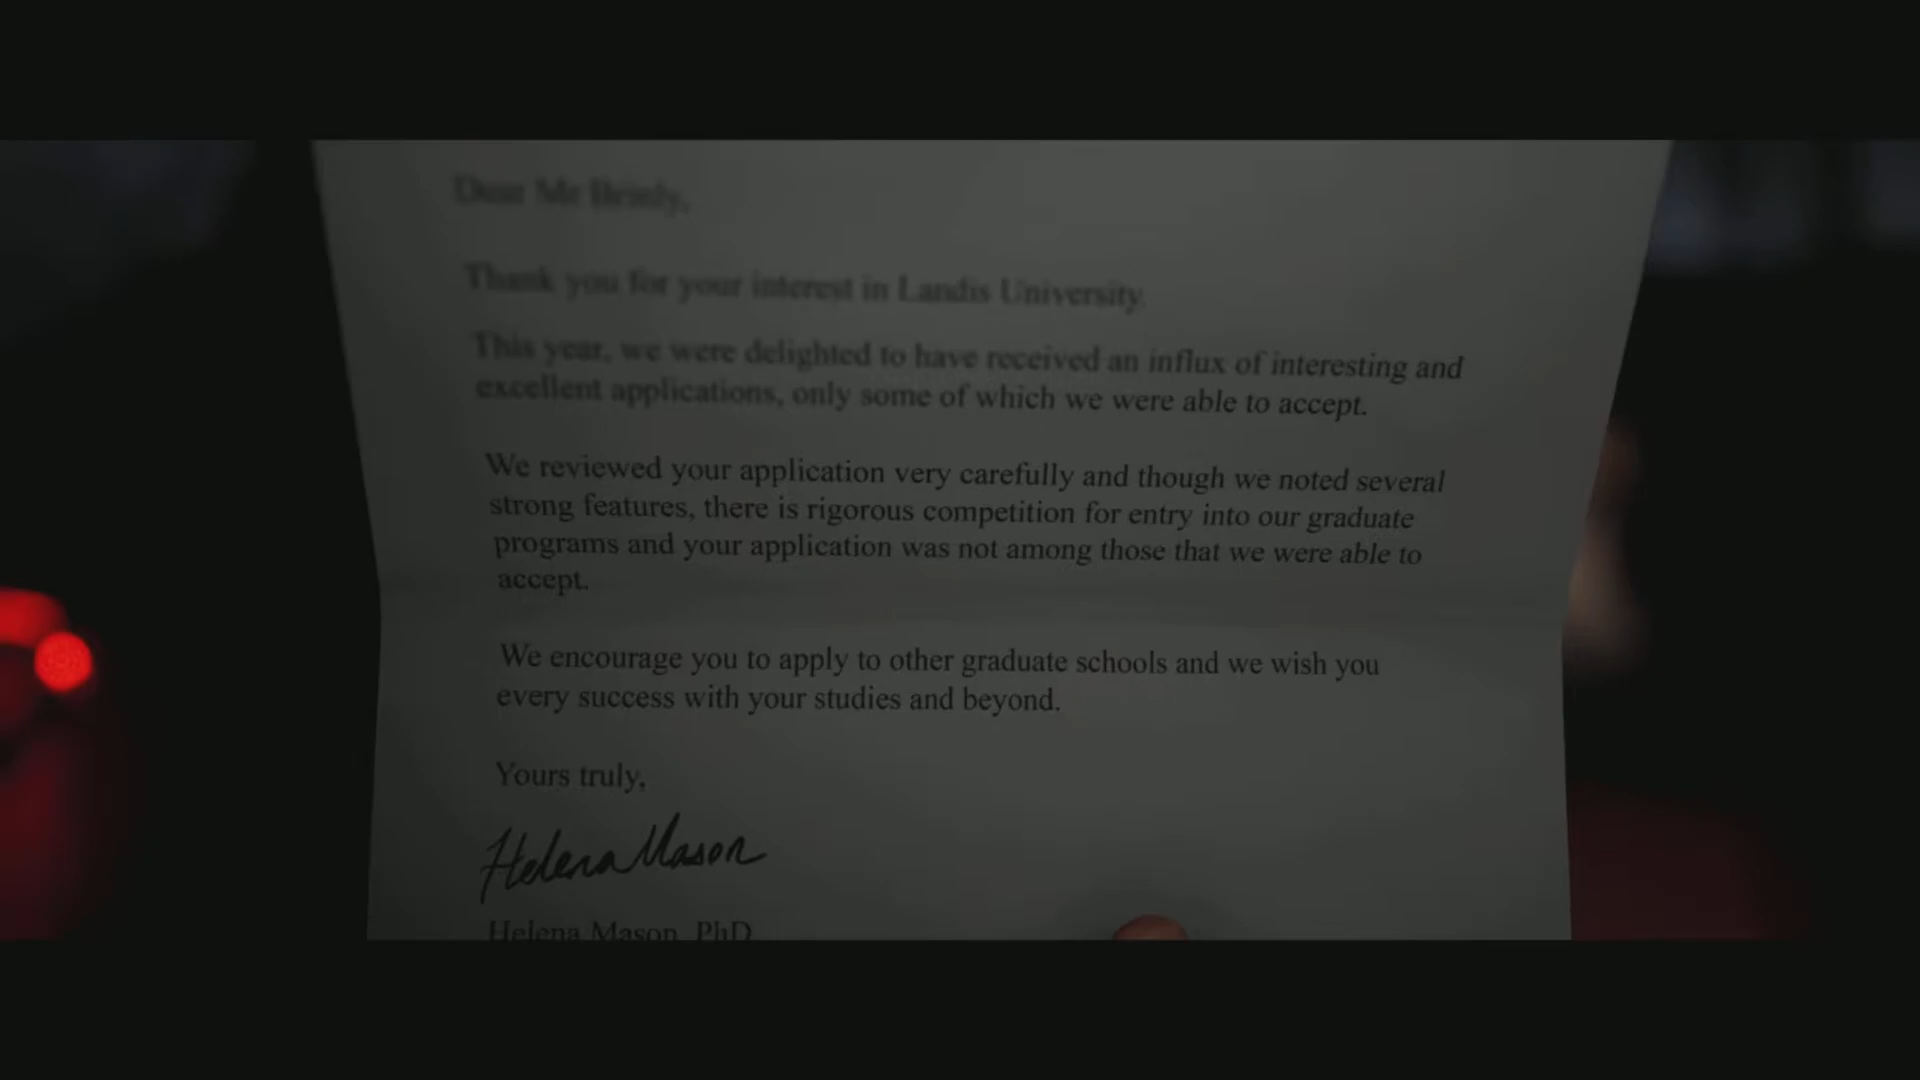 Dear Mr Brinly,
Thank you for your interest in Landis University.
This year, we were delighted to have received an influx of interesting and
excellent applications, only some of which we were able to accept.
We reviewed your application very carefully and though we noted several
strong features, there is rigorous competition for entry into our graduate
programs and your application was not among those that we were able to
accept.
We encourage you to apply to other graduate schools and we wish you
every success with your studies and beyond.
Yours truly,
Helena Mason
Helena Mason, PhD